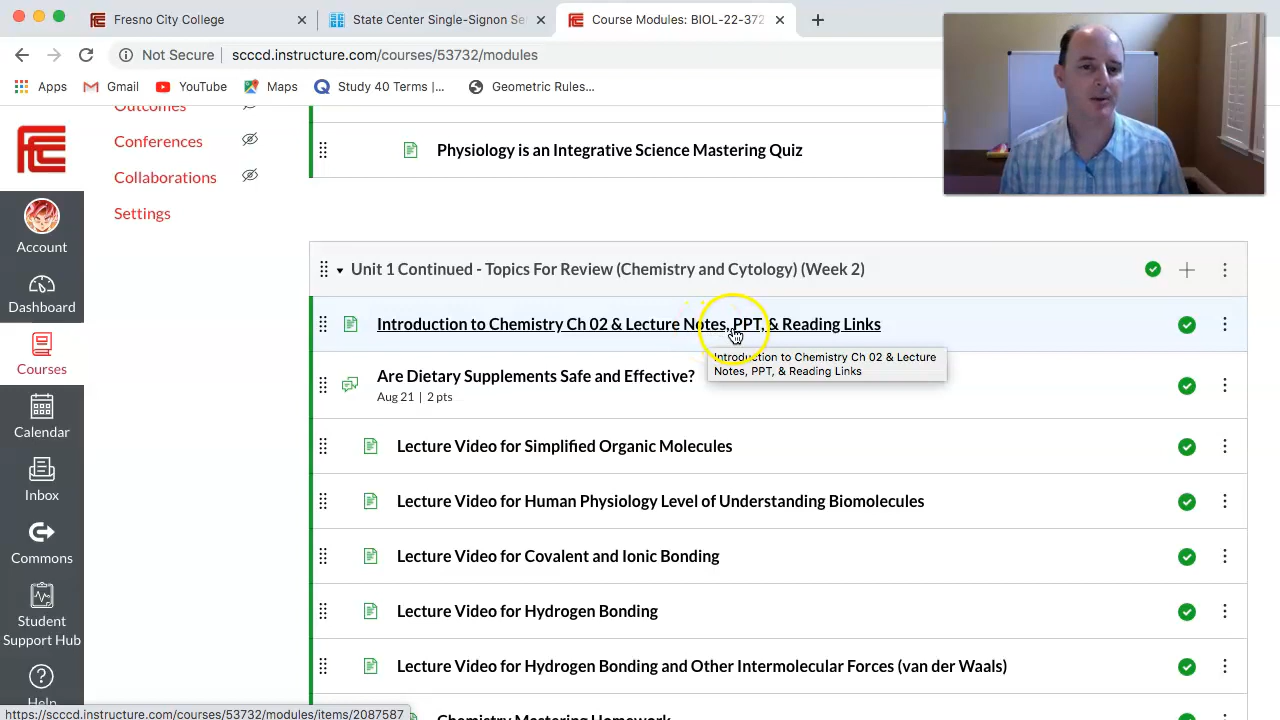 Fresno City College
State Center Single-Signon Se
Course Modules: BIOL-22-372
Not Secure
scccd.instructure.com/courses/53732/modules
Apps
Gmail
YouTube
Maps
Study 40 Terms |...
Geometric Rules...
Outcomes
Conferences
Collaborations
Settings
Account
Dashboard
Courses
Calendar
Inbox
Commons
Student
Support Hub
Help
Physiology is an Integrative Science Mastering Quiz
Unit 1 Continued - Topics For Review (Chemistry and Cytology) (Week 2)
Introduction to Chemistry Ch 02 & Lecture Notes, PPT, & Reading Links
Introduction to Chemistry Ch 02 & Lecture
Notes, PPT, & Reading Links
Are Dietary Supplements Safe and Effective?
Aug 21 | 2 pts
Lecture Video for Simplified Organic Molecules
Lecture Video for Human Physiology Level of Understanding Biomolecules
Lecture Video for Covalent and Ionic Bonding
Lecture Video for Hydrogen Bonding
Lecture Video for Hydrogen Bonding and Other Intermolecular Forces (van der Waals)
Chemistry Mastering Homework
https://scccd.instructure.com/courses/53732/modules/items/2087587